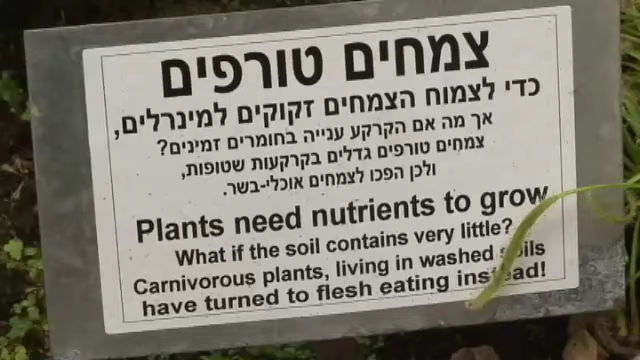 צמחים טורפים
כדי לצמוח הצמחים זקוקים למינרלים,
אך מה אם הקרקע ענייה בחומרים זמינים?
צמחים טורפים גדלים בקרקעות שטופות,
ולכן הפכו לצמחים אוכלי-בשר.
Plants need nutrients to grow
What if the soil contains very little?
Carnivorous plants, living in washed soils
have turned to flesh eating instead!